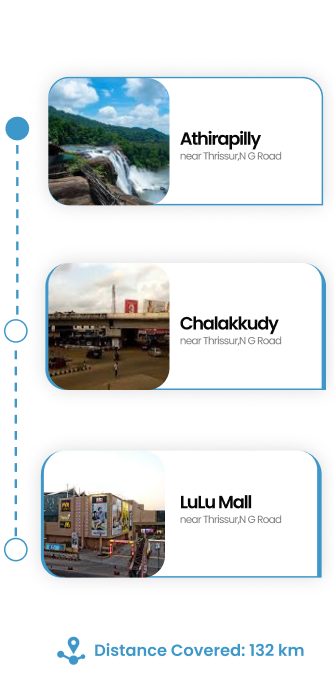 Athirapilly
near Thrissur,N G Road
Chalakkudy
near Thrissur,N G Road
LuLu Mall
near Thrissur,N G Road
Distance Covered: 132 km